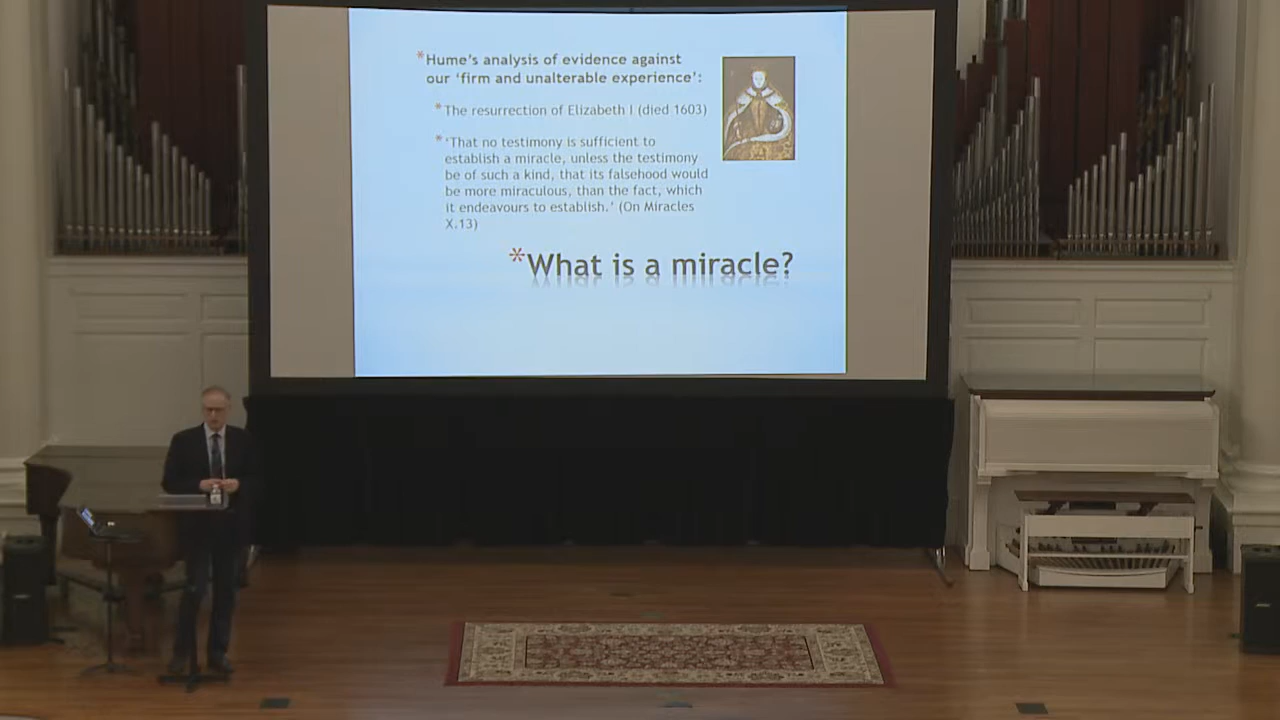 *Hume's analysis of evidence against
our 'firm and unalterable experience':
*The resurrection of Elizabeth I (died 1603)
*'That no testimony is sufficient to
establish a miracle, unless the testimony
be of such a kind, that its falsehood would
be more miraculous, than the fact, which
it endeavours to establish.' (On Miracles
X.13)
*What is a miracle?